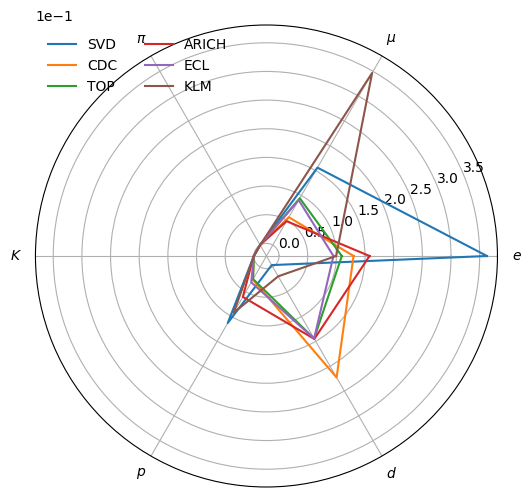 1e−1
π
μ
SVD ARICH
CDC ECL
TOP KLM
3.5
3.0
2.5
2.0
1.5
1.0
0.5
0.0
K
e
p
d